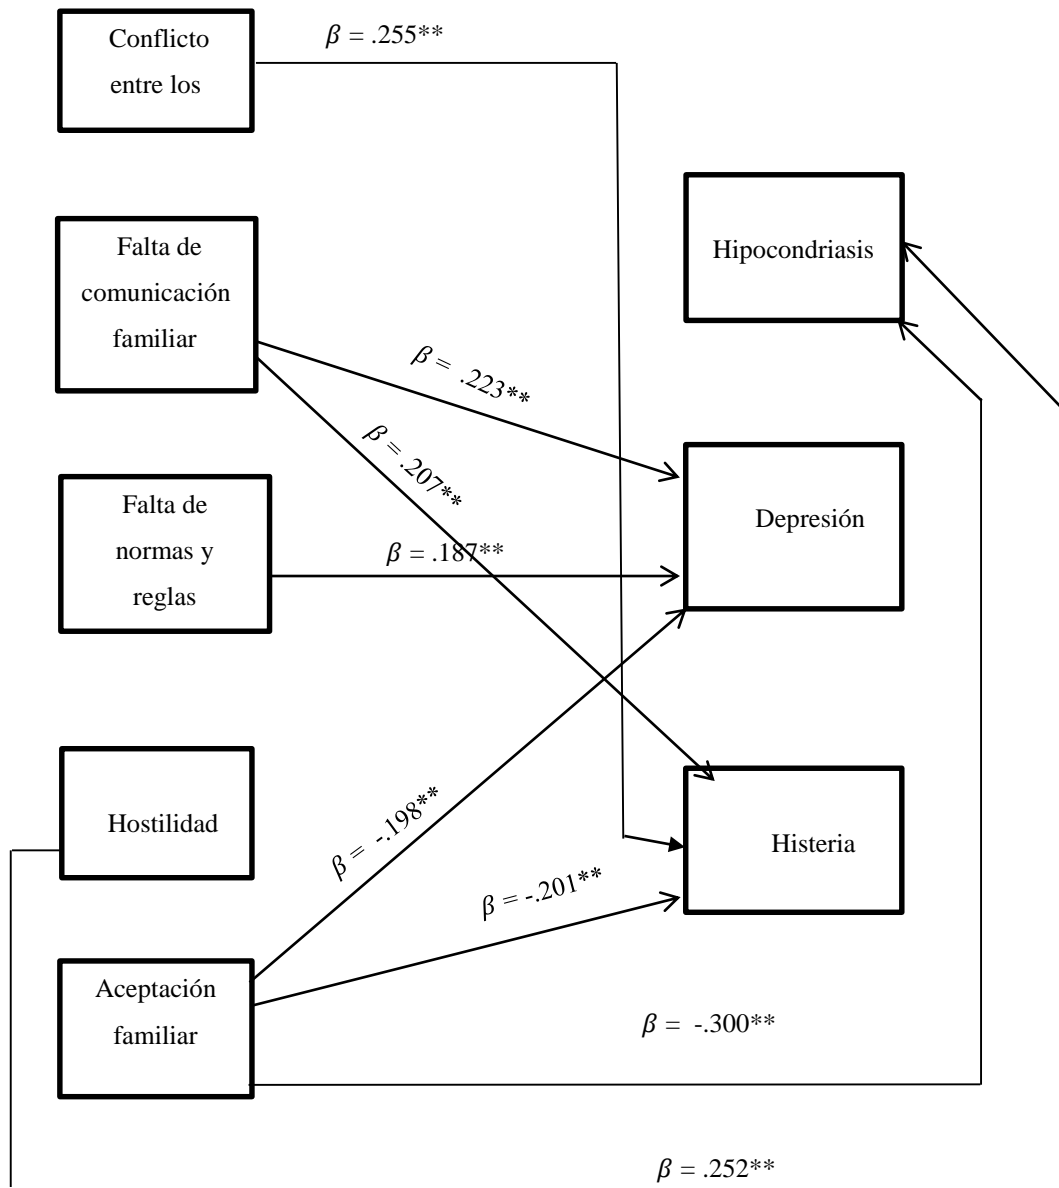 Conflicto
entre los
β = .255**
Hipocondriasis
Falta de
comunicación
familiar
β = .223**
β = .207**
Falta de
normas y
reglas
β = .187**
Depresión
Hostilidad
β = -.198**
Histeria
β = -.201**
Aceptación
familiar
β = -.300**
β = .252**